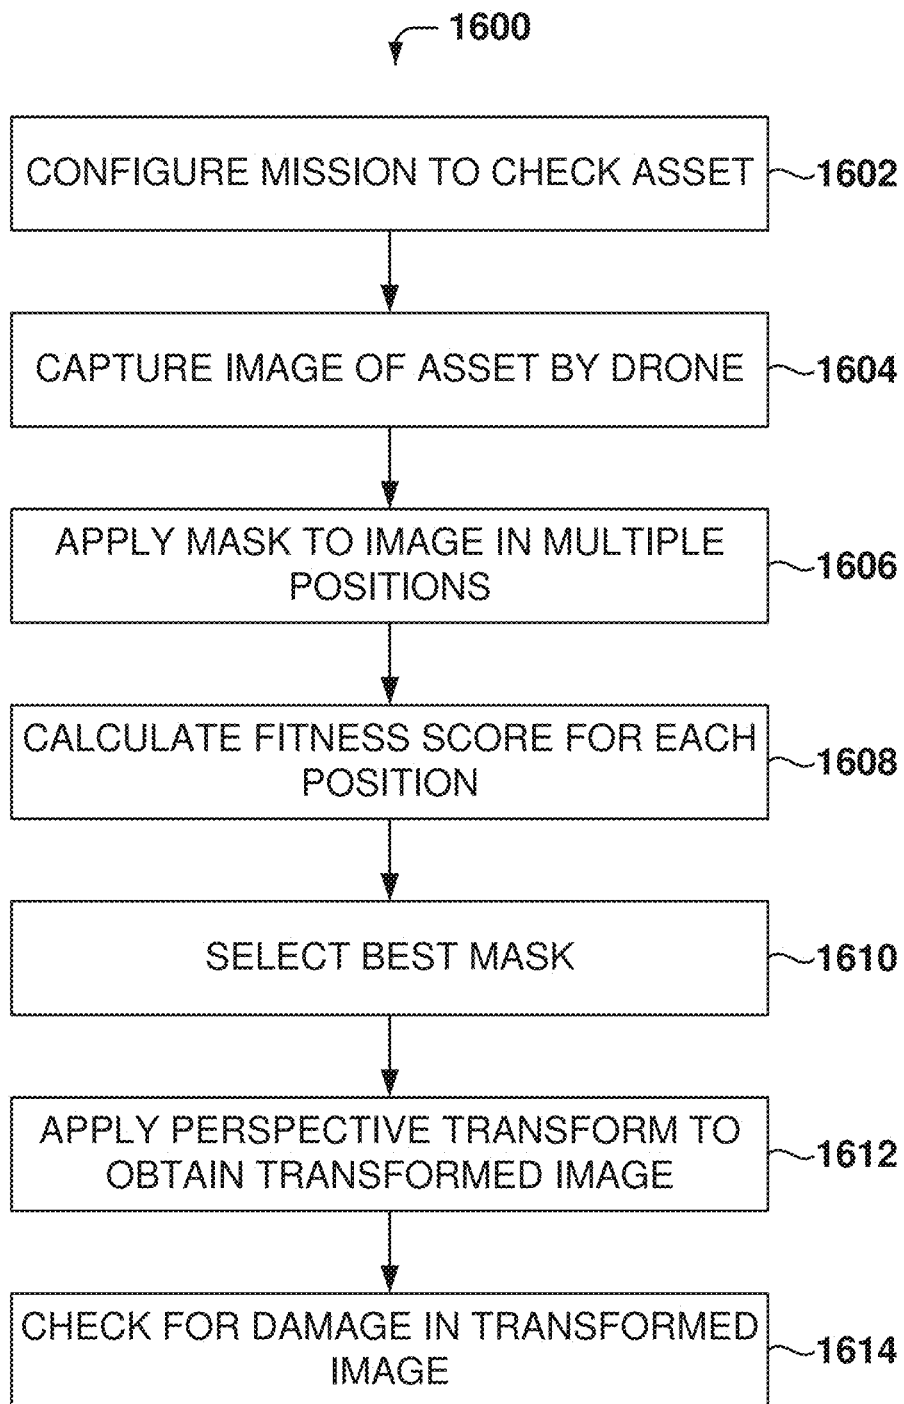 1600
CONFIGURE MISSION TO CHECK ASSET
1602
CAPTURE IMAGE OF ASSET BY DRONE
1604
APPLY MASK TO IMAGE IN MULTIPLE
POSITIONS
1606
CALCULATE FITNESS SCORE FOR EACH
POSITION
1608
SELECT BEST MASK
1610
APPLY PERSPECTIVE TRANSFORM TO
OBTAIN TRANSFORMED IMAGE
1612
CHECK FOR DAMAGE IN TRANSFORMED
IMAGE
1614